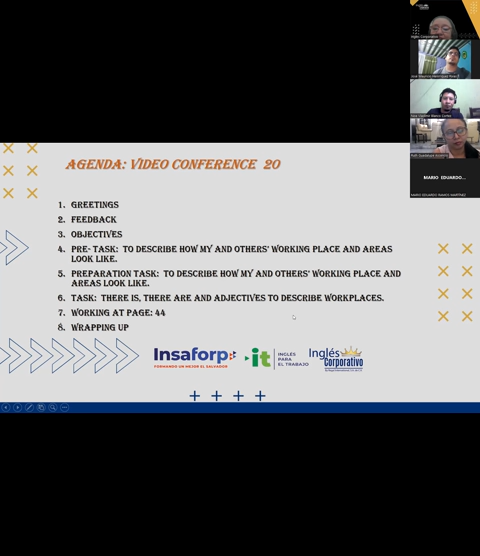 AGENDA: VIDEO CONFERENCE 20
1. GREETINGS
2. FEEDBACK
3. OBJECTIVES
4. PRE- TASK: TO DESCRIBE HOW MY AND OTHERS' WORKING PLACE AND AREAS
LOOK LIKE.
5. PREPARATION TASK: TO DESCRIBE HOW MY AND OTHERS' WORKING PLACE AND
AREAS LOOK LIKE.
6. TASK: THERE IS, THERE ARE AND ADJECTIVES TO DESCRIBE WORKPLACES.
7. WORKING AT PAGE: 44
8. WRAPPING UP
Insaforp
FORMANDO UN MEJOR EL SALVADOR
it
INGLÉS
PARA
EL TRABAJO
Inglés
Corporativo
MARIO EDUARDO...
MARIO EDUARDO RAMOS MARTINEZ